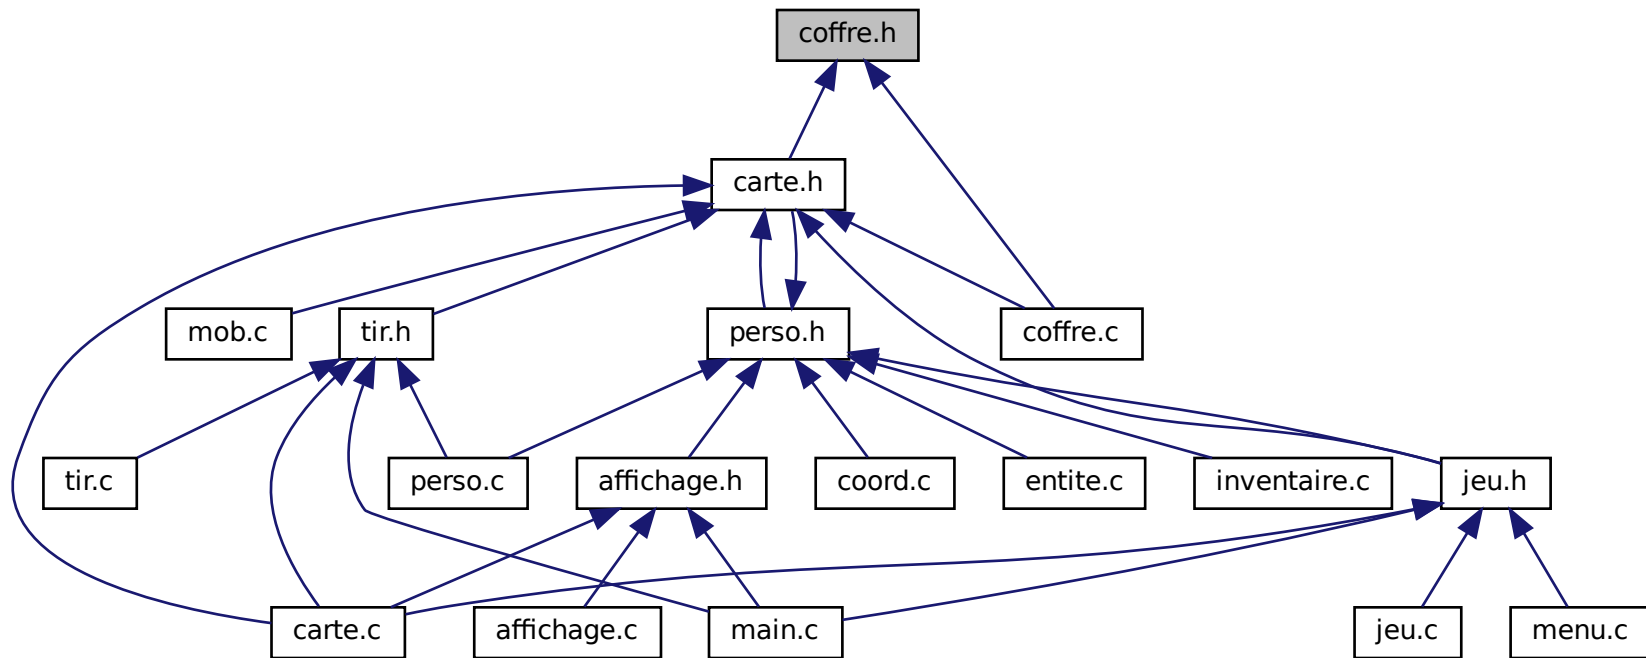 coffre.h
carte.h
mob.c
tir.h
perso.h
coffre.c
tir.c
perso.c
affichage.h
coord.c
entite.c
inventaire.c
jeu.h
carte.c
affichage.c
main.c
jeu.c
menu.c